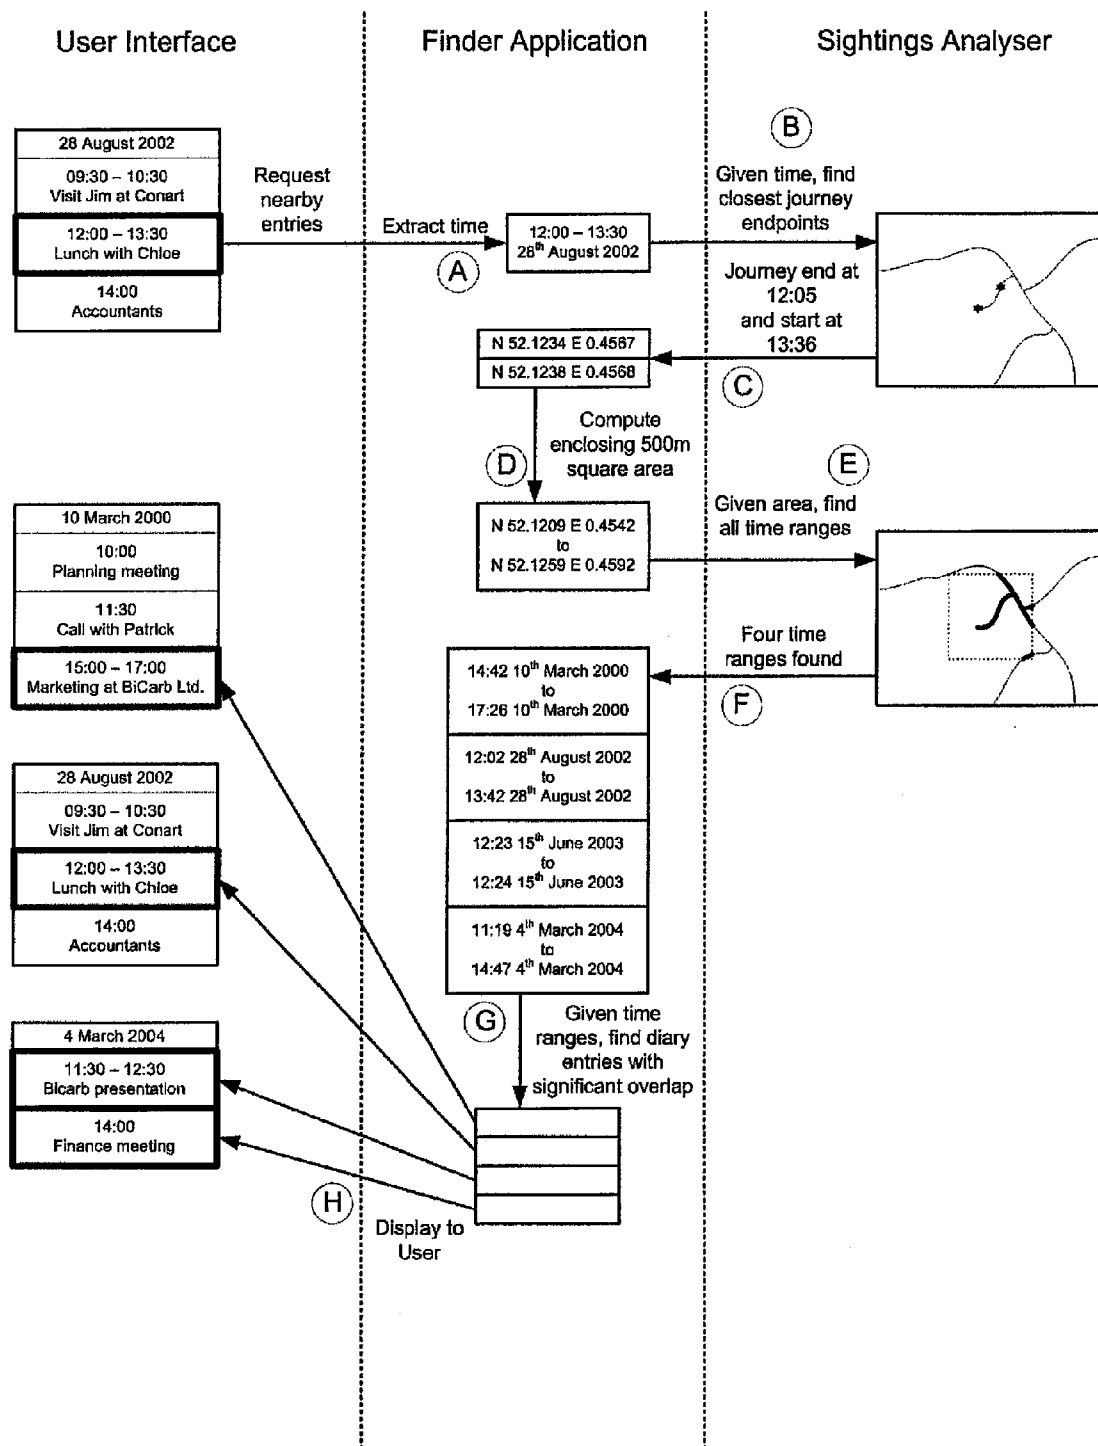 User Interface
Finder Application
Sightings Analyser
28 August 2002
09:30 – 10:30
Visit Jim at Conart
12:00 – 13:30
Lunch with Chloe
14:00
Accountants
Request
nearby
entries
Extract time
A
12:00 – 13:30
28th August 2002
B
Given time, find
closest journey
endpoints
Journey end at
12:05
and start at
13:36
C
N 52.1234 E 0.4567
N 52.1238 E 0.4568
Compute
enclosing 500m
square area
D
N 52.1209 E 0.4542
to
N 52.1259 E 0.4592
E
Given area, find
all time ranges
Four time
ranges found
F
14:42 10th March 2000
to
17:26 10th March 2000
12:02 28th August 2002
to
13:42 28th August 2002
12:23 15th June 2003
to
12:24 15th June 2003
11:19 4th March 2004
to
14:47 4th March 2004
G
Given time
ranges, find diary
entries with
significant overlap
10 March 2000
10:00
Planning meeting
11:30
Call with Patrick
15:00 – 17:00
Marketing at BiCarb Ltd.
28 August 2002
09:30 – 10:30
Visit Jim at Conart
12:00 – 13:30
Lunch with Chloe
14:00
Accountants
4 March 2004
11:30 – 12:30
Bicarb presentation
14:00
Finance meeting
H
Display to
User